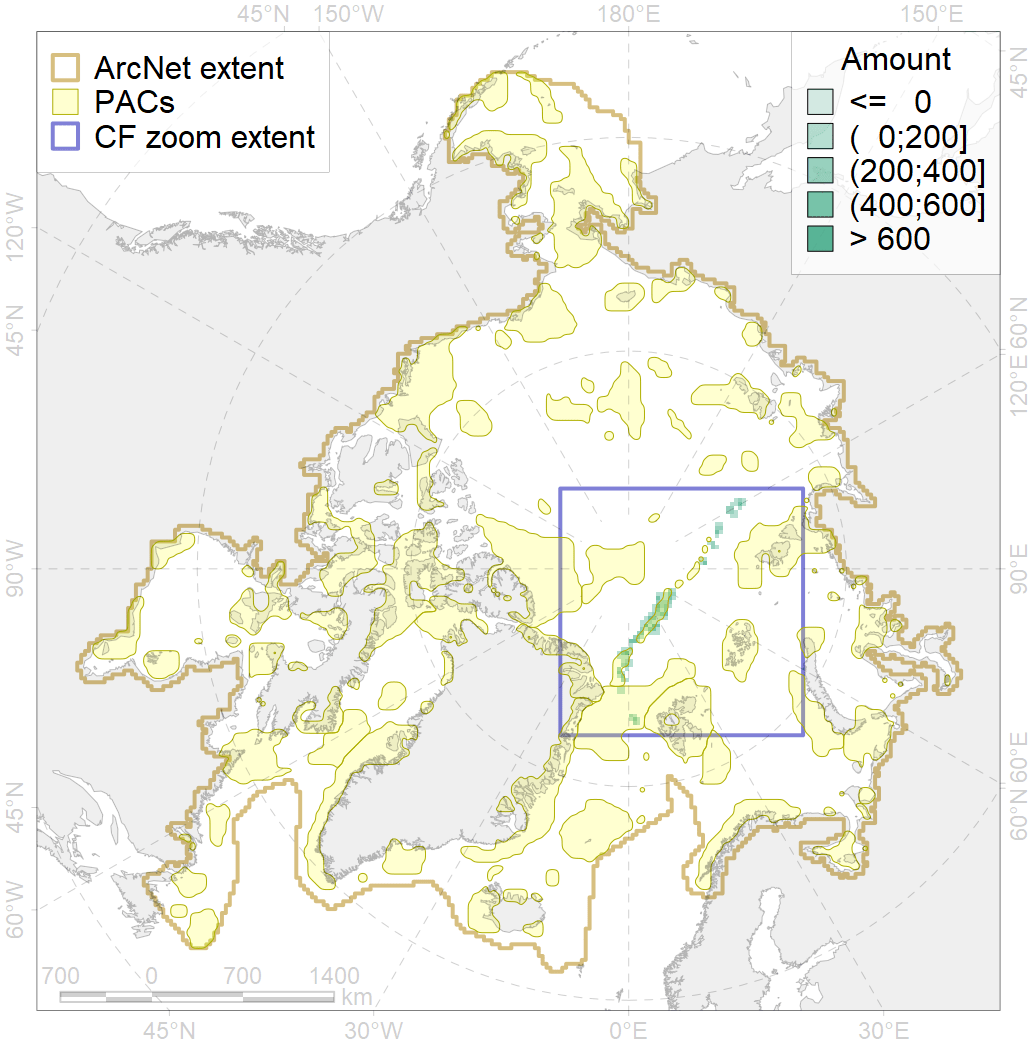 45°N 150°W 180°E 150°E
ArcNet extent
PACs
CF zoom extent
Amount
<=   0
(  0;200]
(200;400]
(400;600]
> 600
45°N
120°W
60°N
45°N
120°E
90°W
90°E
45°N
60°E
60°N
60°W
700 0 700 1400
km
45°N 30°W 0°E 30°E